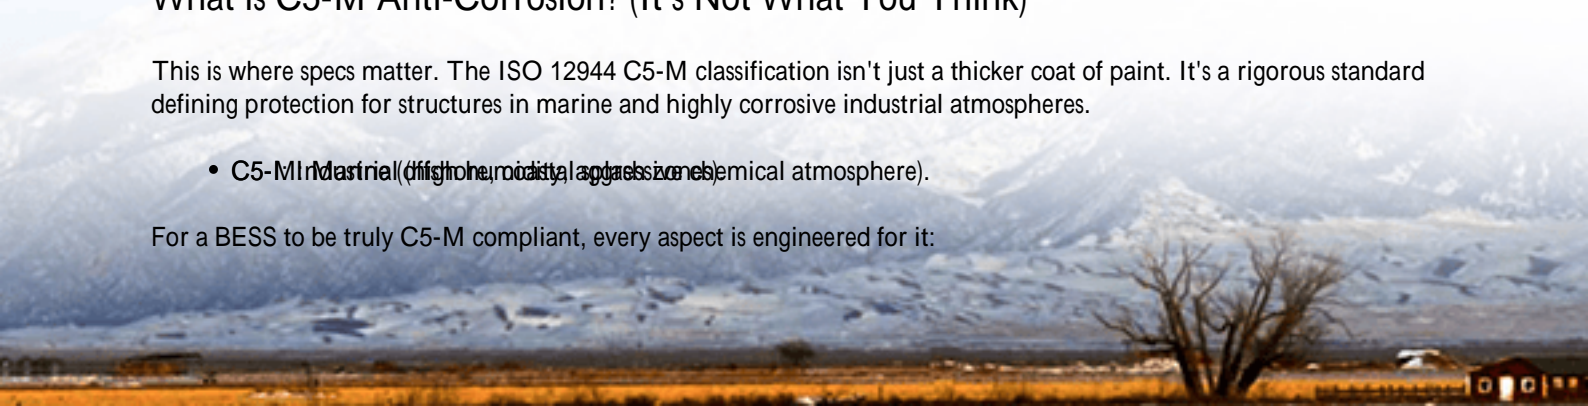 What is C5-M Anti-Corrosion? (It's Not What You Think)
This is where specs matter. The ISO 12944 C5-M classification isn't just a thicker coat of paint. It's a rigorous standard
defining protection for structures in marine and highly corrosive industrial atmospheres.
• chemical atmosphere).
For a BESS to be truly C5-M compliant, every aspect is engineered for it: